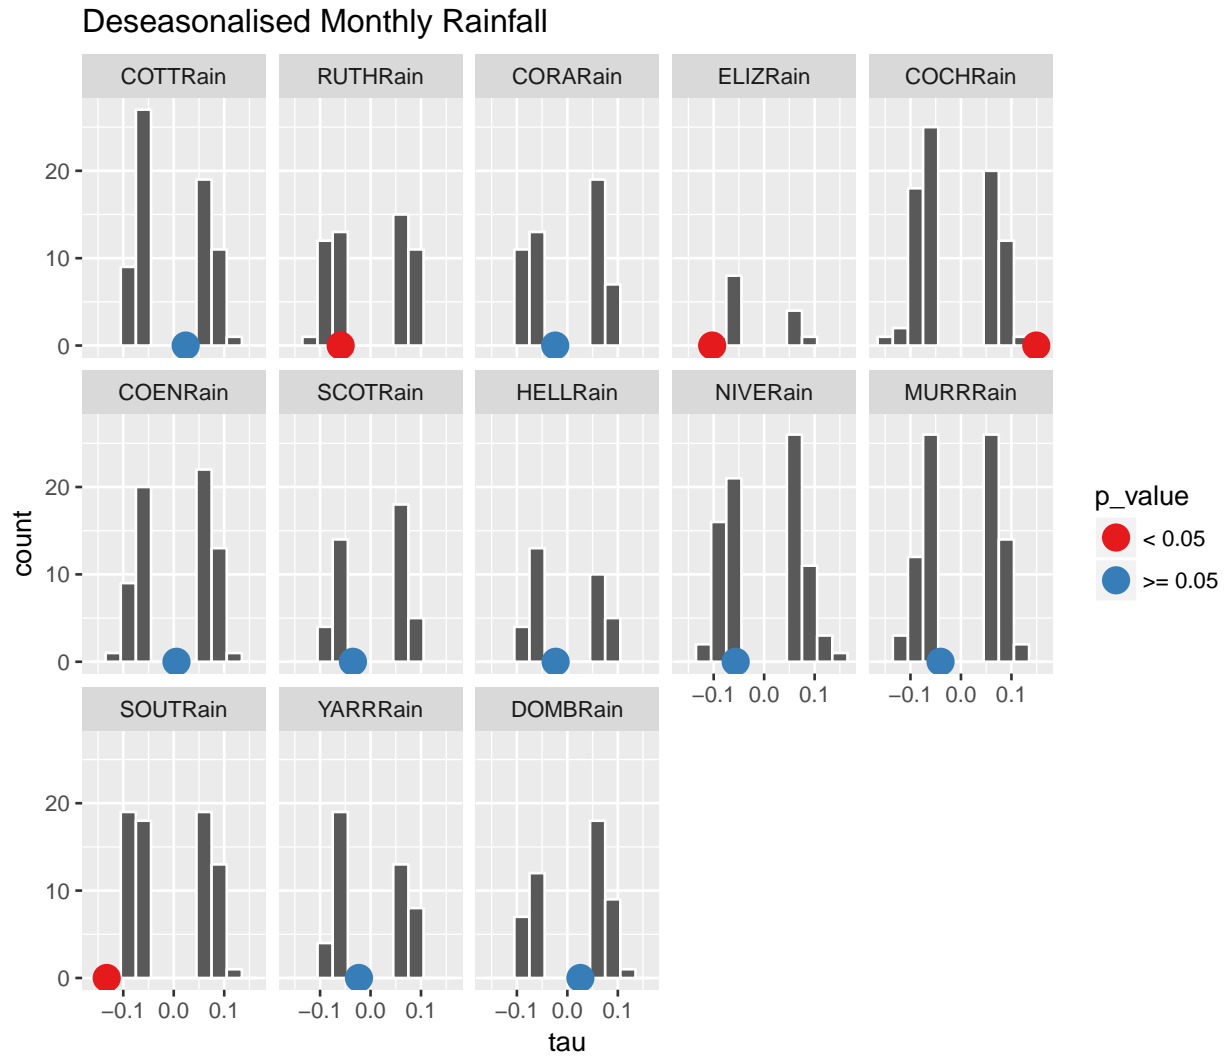 Deseasonalised Monthly Rainfall
COTTRain RUTHRain CORARain ELIZRain COCHRain
20
10
0
COENRain SCOTRain HELLRain NIVERain MURRRain
20
10
0
−0.1 0.0 0.1 −0.1 0.0 0.1
SOUTRain YARRRain DOMBRain
20
10
0
−0.1 0.0 0.1 −0.1 0.0 0.1 −0.1 0.0 0.1
tau
count
p_value
< 0.05
>= 0.05